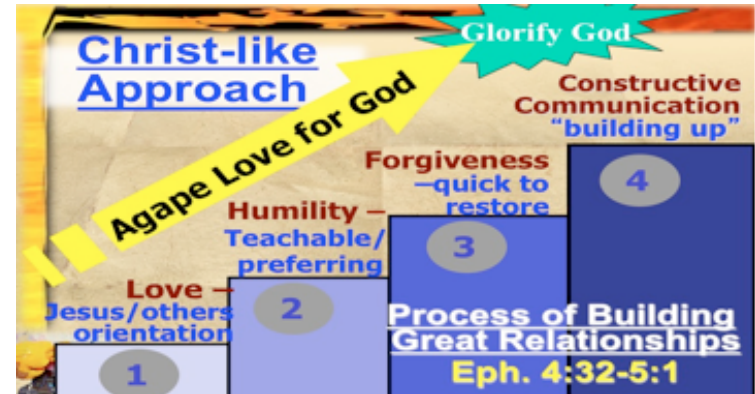 Christ-like
Approach
Agape Love for God
Glorify God
Love –
Jesus/others
orientation
1
Humility –
Teachable/
preferring
2
Forgiveness
–quick to
restore
3
Constructive
Communication
“building up”
4
Process of Building
Great Relationships
Eph. 4:32-5:1